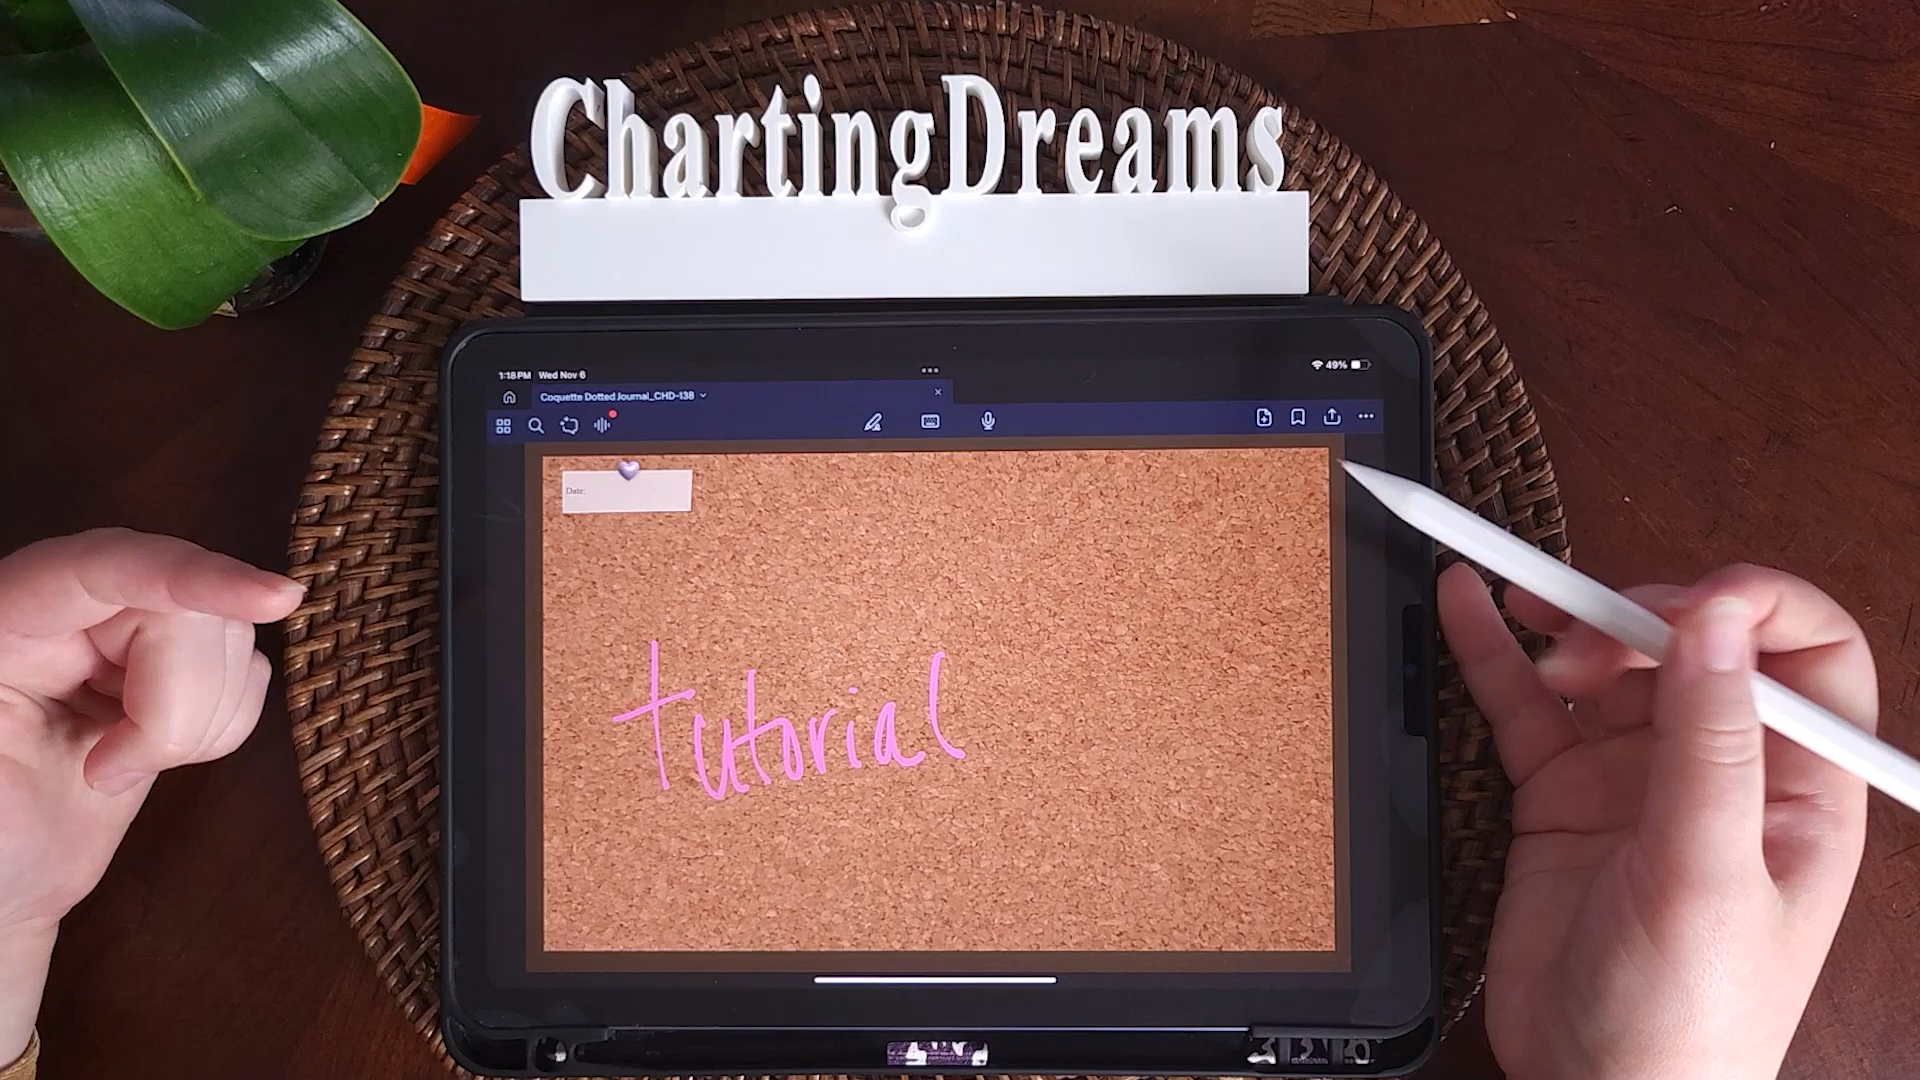 ChartingDreams
1:18 PM Wed Nov 6
49%
Coquette Dotted Journal_CHD-138
Date:
tutorial